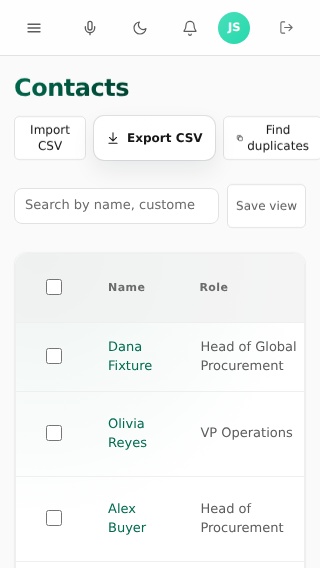 JS
Contacts
Import
CSV
Export CSV
Find
duplicates
Search by name, custome
Save view
Name
Role
Dana
Fixture
Head of Global
Procurement
Olivia
Reyes
VP Operations
Alex
Buyer
Head of
Procurement